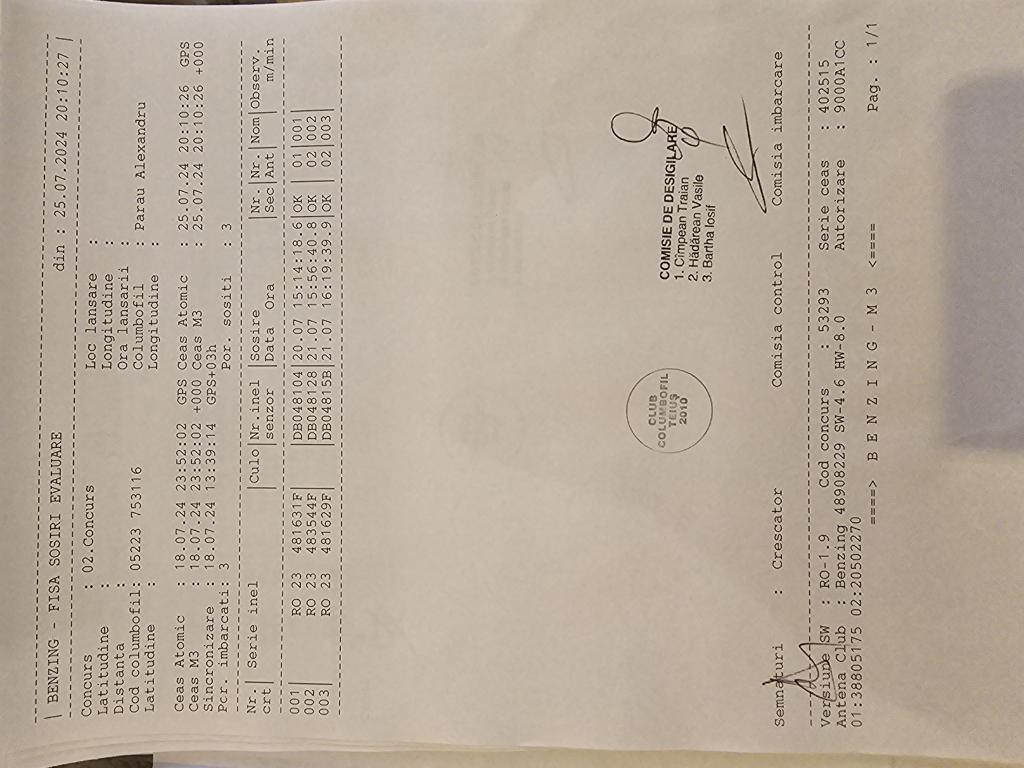 | BENZING - FISA SOSIRI EVALUARE din : 25.07.2024 20:10:27 |
Concurs : 02.Concurs Loc lansare :
Latitudine : Longitudine :
Distanta : Ora lansarii :
Cod columbofil: 05223 753116 Columbofil : Parau Alexandru
Latitudine : Longitudine :
Ceas Atomic : 18.07.24 23:52:02 GPS Ceas Atomic : 25.07.24 20:10:26 GPS
Ceas M3 : 18.07.24 23:52:02 +000 Ceas M3 : 25.07.24 20:10:26 +000
Sincronizare : 18.07.24 13:39:14 GPS+03h
Por. imbarcati: 3 Por. sositi : 3
Nr. | Serie inel |Culo|Nr.inel |Sosire |Nr. |Nr. |Nom|Observ.
crt| | |senzor |Data Ora |Sec|Ant | | m/min
001| RO 23 481631F | |DB048104|20.07 15:14:18.6|OK | 01|001|
002| RO 23 483544F | |DB048128|21.07 15:56:40.8|OK | 02|002|
003| RO 23 481629F | |DB04815B|21.07 16:19:39.9|OK | 02|003|
CLUB
COLUMBOFIL
TEIUS
2010
COMISIE DE DESIGILARE
1. Cîmpean Traian
2. Hădărean Vasile
3. Bartha Iosif
Semnaturi : Crescator Comisia control Comisia imbarcare
Versiune SW : RO-1.9 Cod concurs : 53293 Serie ceas : 402515
Antena Club : Benzing 48908229 SW-4.6 HW-8.0 Autorizare : 9000A1CC
01:38805175 02:20502270
====> B E N Z I N G - M 3 <==== Pag. : 1/1